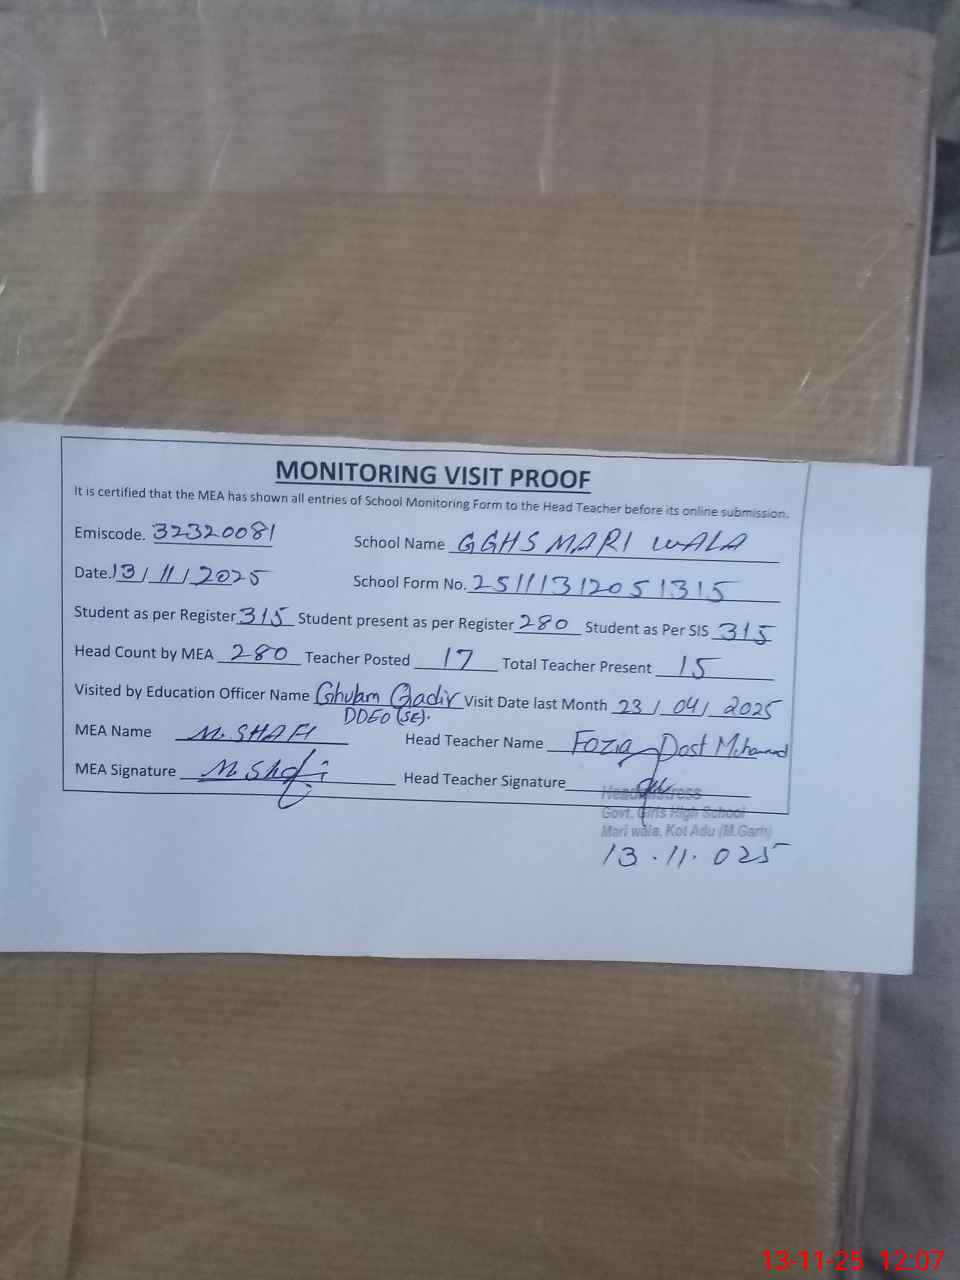 MONITORING VISIT PROOF
It is certified that the MEA has shown all entries of School Monitoring Form to the Head Teacher before its online submission.
Emiscode. 32320081 School Name GGHS MARI WALA
Date. 13/11/2025 School Form No. 2511131205 1315
Student as per Register 315 Student present as per Register 280 Student as Per SIS 315
Head Count by MEA 280 Teacher Posted 17 Total Teacher Present 15
Visited by Education Officer Name Ghulam Qadir Visit Date last Month 23/04/2025
DDEO (SE).
MEA Name M. SHAFI Head Teacher Name Fozia Dost Mohammad
MEA Signature M Shafi Head Teacher Signature
Headmistress
Govt. Girls High School
Mari wala, Kot Adu (M.Garh)
13.11.025
13-11-25 12:07